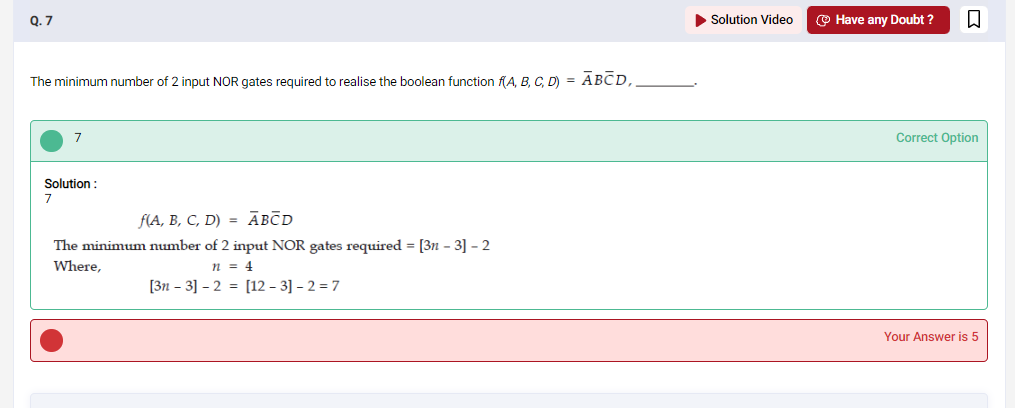 Q. 7
Solution Video
Have any Doubt ?
The minimum number of 2 input NOR gates required to realise the boolean function f(A, B, C, D) = A̅BC̅D, ________.
7
Correct Option
Solution :
7
f(A, B, C, D) = A̅BC̅D
The minimum number of 2 input NOR gates required = [3n – 3] – 2
Where, n = 4
[3n – 3] – 2 = [12 – 3] – 2 = 7
Your Answer is 5